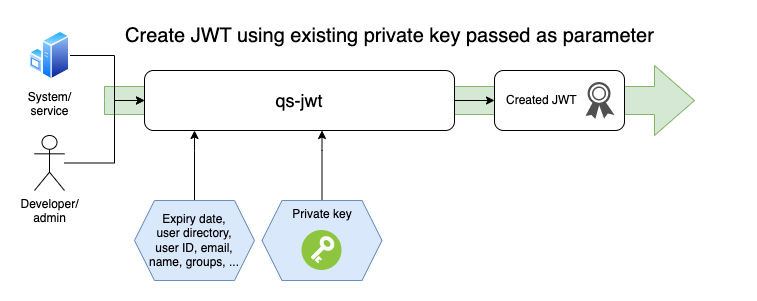 Create JWT using existing private key passed as parameter
System/
service
qs-jwt
Created JWT
Developer/
admin
Expiry date,
user directory,
user ID, email,
name, groups, ...
Private key